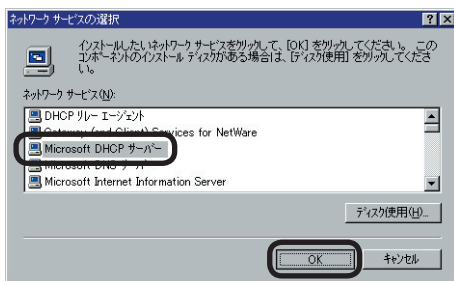 ネットワーク サービスの選択
インストールしたいネットワーク サービスをクリックして、[OK] をクリックしてください。この
コンポーネントのインストール ディスクがある場合は、[ディスク使用] をクリックしてくださ
い。
ネットワーク サービス(N):
DHCP リレー エージェント
Gateway (and Client) Services for NetWare
Microsoft DHCP サーバー
Microsoft DNS サーバー
Microsoft Internet Information Server
ディスク使用(H)...
OK
キャンセル